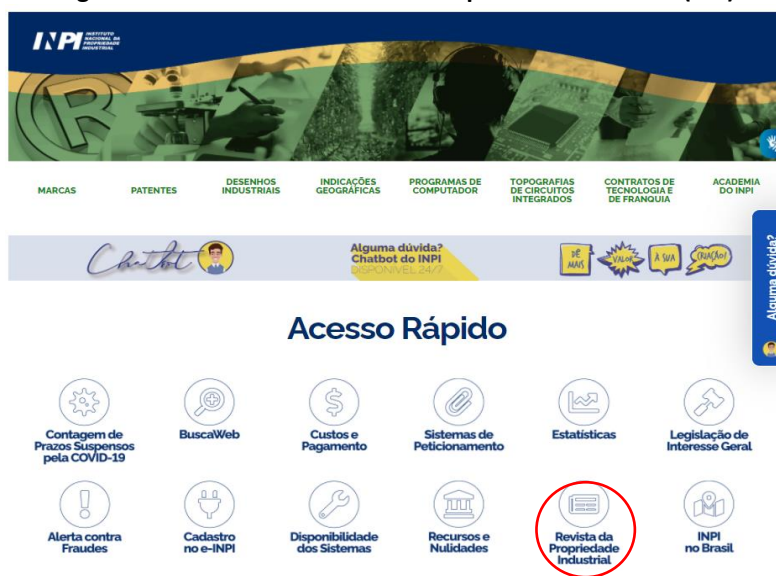 INPI INSTITUTO
NACIONAL DA
PROPRIEDADE
INDUSTRIAL
R
MARCAS
PATENTES
DESENHOS
INDUSTRIAIS
INDICAÇÕES
GEOGRÁFICAS
PROGRAMAS DE
COMPUTADOR
TOPOGRAFIAS
DE CIRCUITOS
INTEGRADOS
CONTRATOS DE
TECNOLOGIA E
DE FRANQUIA
ACADEMIA
DO INPI
Chatbot
Alguma dúvida?
Chatbot do INPI
DISPONÍVEL 24/7
DÊ
MAIS
VALOR
À SUA
CRIAÇÃO!
Alguma dúvida?
Acesso Rápido
Contagem de
Prazos Suspensos
pela COVID-19
BuscaWeb
Custos e
Pagamento
Sistemas de
Peticionamento
Estatísticas
Legislação de
Interesse Geral
Alerta contra
Fraudes
Cadastro
no e-INPI
Disponibilidade
dos Sistemas
Recursos e
Nulidades
Revista da
Propriedade
Industrial
INPI
no Brasil